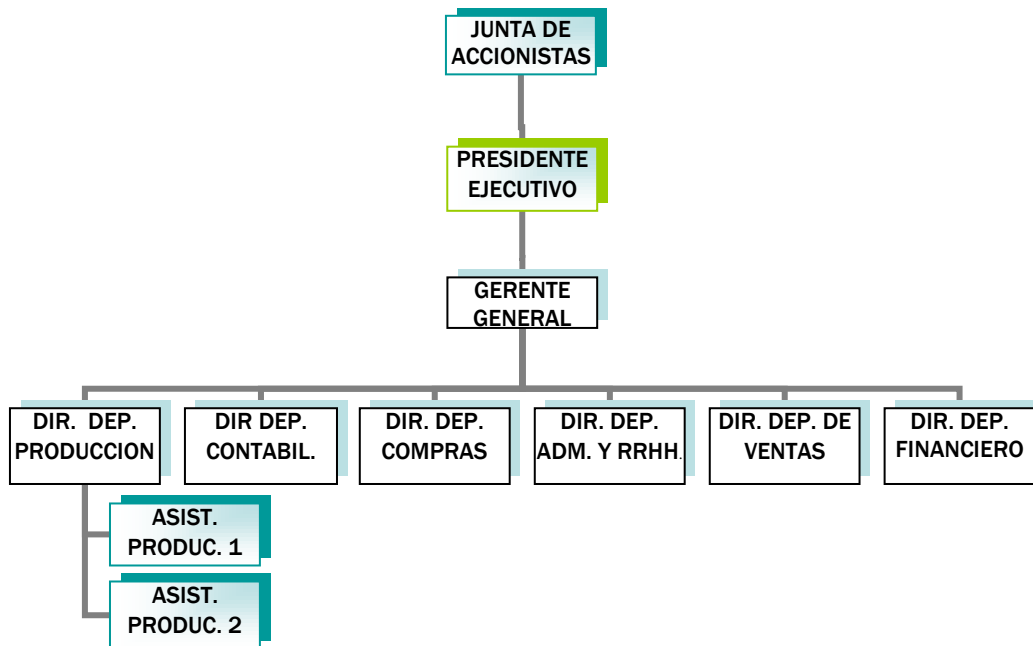 JUNTA DE
ACCIONISTAS
PRESIDENTE
EJECUTIVO
GERENTE
GENERAL
DIR. DEP.
PRODUCCION
DIR DEP.
CONTABIL.
DIR. DEP.
COMPRAS
DIR. DEP.
ADM. Y RRHH.
DIR. DEP. DE
VENTAS
DIR. DEP.
FINANCIERO
ASIST.
PRODUC. 1
ASIST.
PRODUC. 2